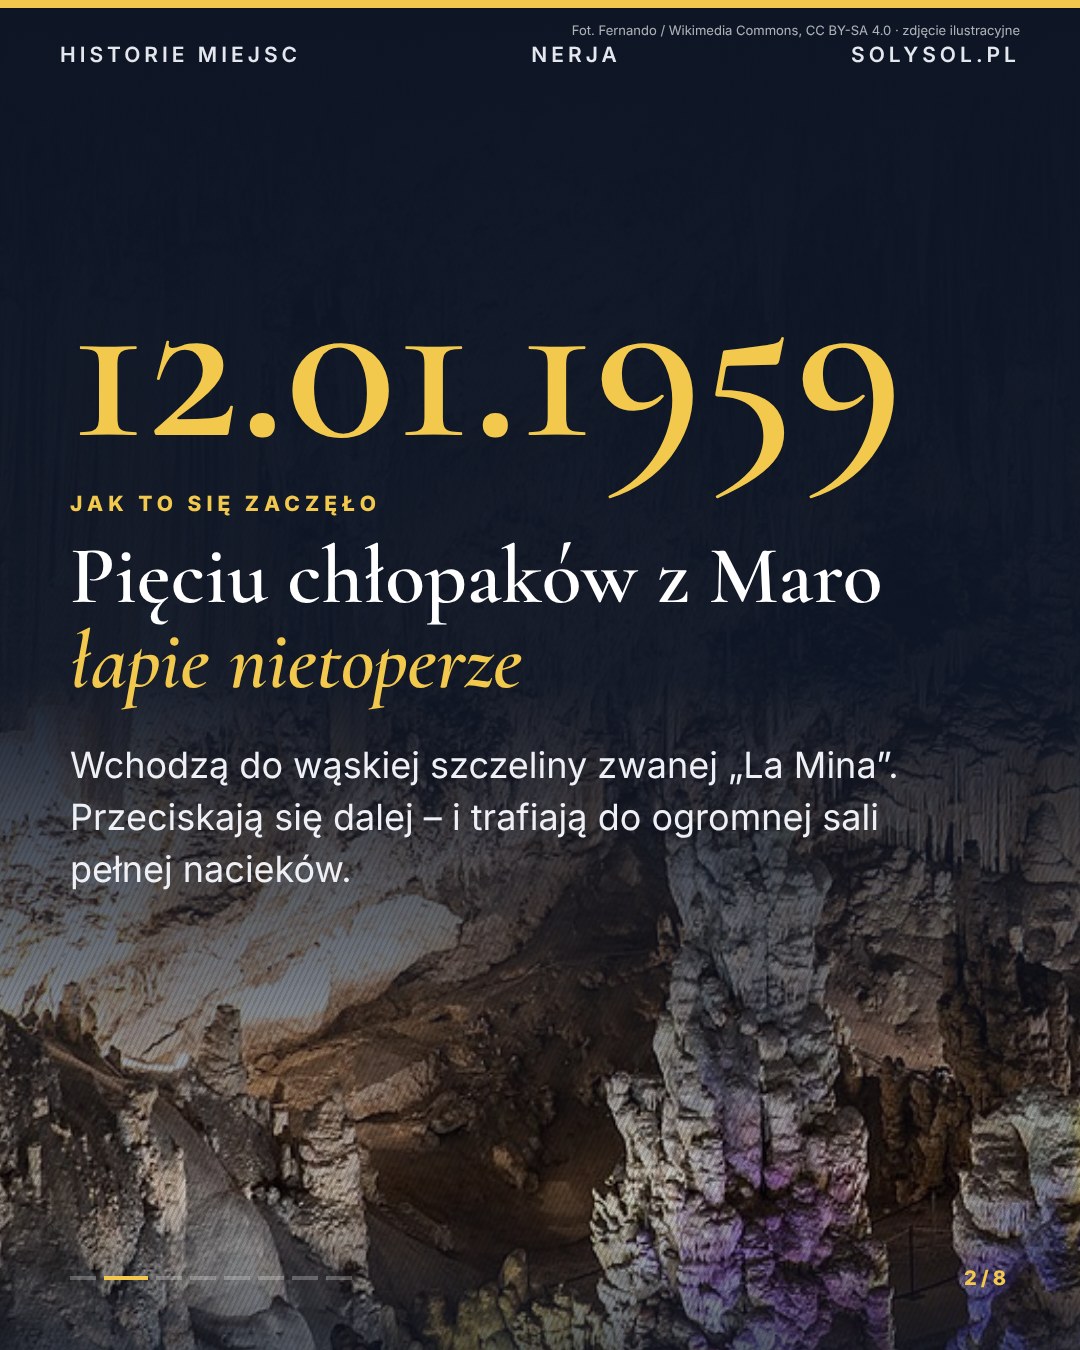 Fot. Fernando / Wikimedia Commons, CC BY-SA 4.0 · zdjęcie ilustracyjne
HISTORIE MIEJSC NERJA SOLYSOL.PL
12.01.1959
JAK TO SIĘ ZACZĘŁO
Pięciu chłopaków z Maro
łapie nietoperze
Wchodzą do wąskiej szczeliny zwanej „La Mina”.
Przeciskają się dalej – i trafiają do ogromnej sali
pełnej nacieków.
2/8